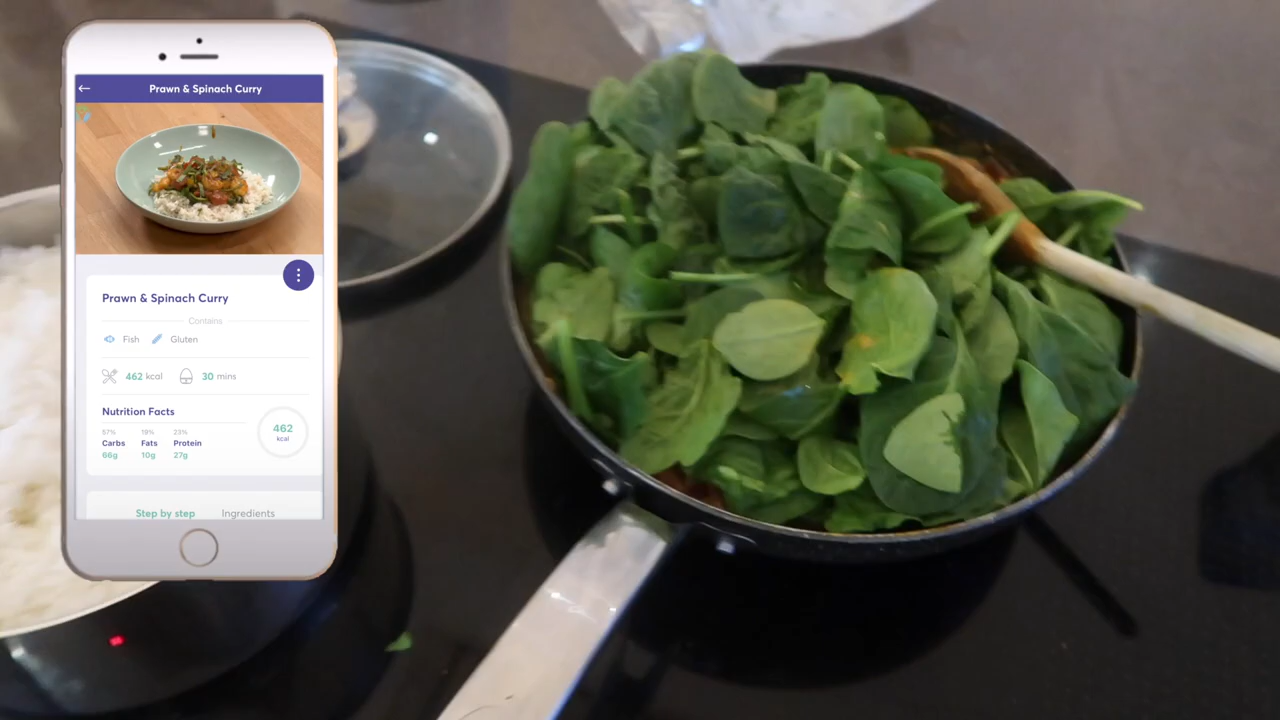 Prawn & Spinach Curry
Prawn & Spinach Curry
Contains
Fish Gluten
462 kcal 30 mins
Nutrition Facts
57% 19% 23%
Carbs Fats Protein
66g 10g 27g
462
kcal
Step by step Ingredients